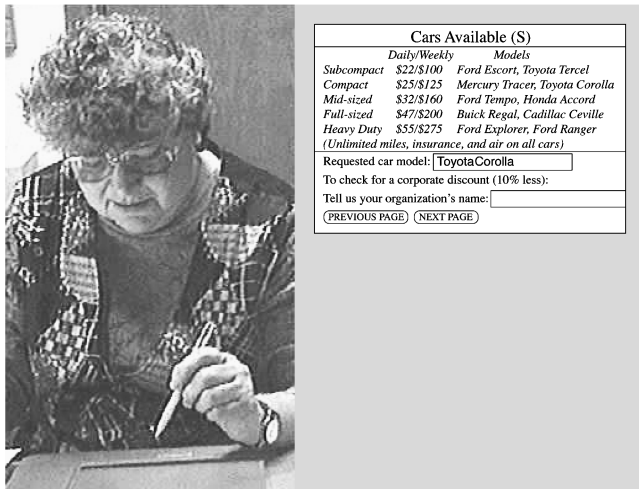 Cars Available (S)
Daily/Weekly Models
Subcompact $22/$100 Ford Escort, Toyota Tercel
Compact $25/$125 Mercury Tracer, Toyota Corolla
Mid-sized $32/$160 Ford Tempo, Honda Accord
Full-sized $47/$200 Buick Regal, Cadillac Ceville
Heavy Duty $55/$275 Ford Explorer, Ford Ranger
(Unlimited miles, insurance, and air on all cars)
Requested car model: ToyotaCorolla
To check for a corporate discount (10% less):
Tell us your organization's name:
PREVIOUS PAGE NEXT PAGE